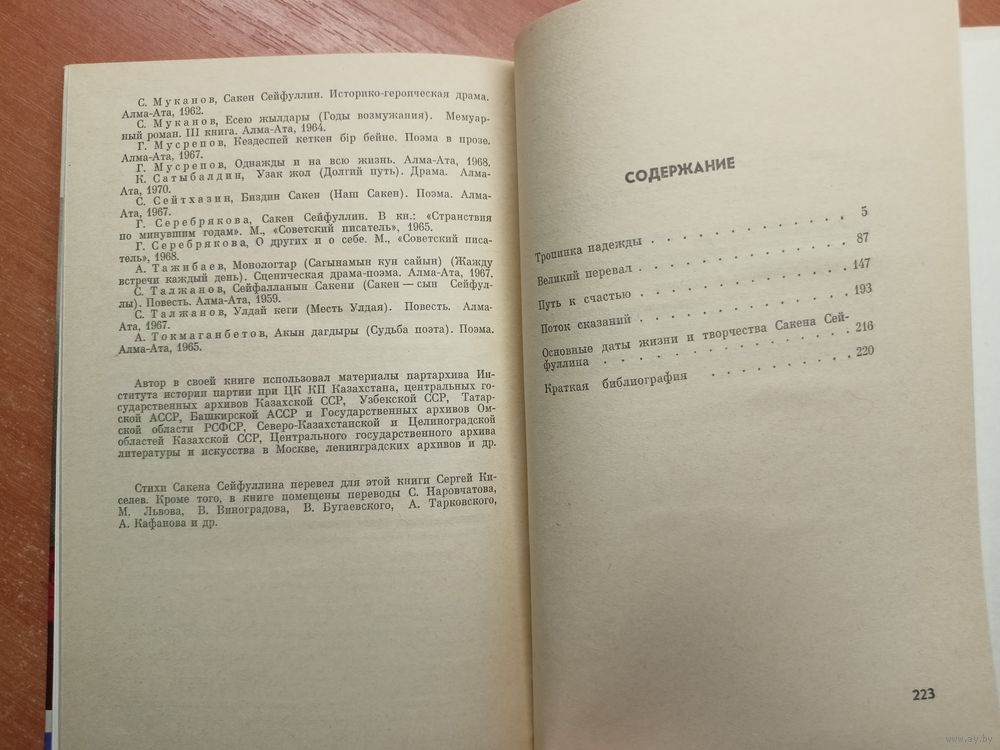 С. Муканов, Сакен Сейфуллин. Историко-героическая драма.
Алма-Ата, 1962.
С. Муканов, Есею жылдары (Годы возмужания). Мемуар-
ный роман. III книга. Алма-Ата, 1964.
Г. Мусрепов, Кездеспей кеткен бір бейне. Поэма в прозе.
Алма-Ата, 1967.
Г. Мусрепов, Однажды и на всю жизнь. Алма-Ата, 1968.
К. Сатыбалдин, Узак жол (Долгий путь). Драма. Алма-
Ата, 1970.
С. Сейтхазин, Биздин Сакен (Наш Сакен). Поэма. Алма-
Ата, 1967.
Г. Серебрякова, Сакен Сейфуллин. В кн.: «Странствия
по минувшим годам». М., «Советский писатель», 1965.
Г. Серебрякова, О других и о себе. М., «Советский писа-
тель», 1968.
А. Тажибаев, Монологтар (Сагынамын кун сайын) (Жажду
встречи каждый день). Сценическая драма-поэма. Алма-Ата, 1967.
С. Талжанов, Сейфалланын Сакени (Сакен — сын Сейфул-
лы). Повесть. Алма-Ата, 1959.
С. Талжанов, Улдай кеги (Месть Улдая). Повесть. Алма-
Ата, 1967.
А. Токмаганбетов, Акын дагдыры (Судьба поэта). Поэма.
Алма-Ата, 1965.
Автор в своей книге использовал материалы партархива Ин-
ститута истории партии при ЦК КП Казахстана, центральных го-
сударственных архивов Казахской ССР, Узбекской ССР, Татар-
ской АССР, Башкирской АССР и Государственных архивов Ом-
ской области РСФСР, Северо-Казахстанской и Целиноградской
областей Казахской ССР, Центрального государственного архива
литературы и искусства в Москве, ленинградских архивов и др.
Стихи Сакена Сейфуллина перевел для этой книги Сергей Ки-
селев. Кроме того, в книге помещены переводы С. Наровчатова,
М. Львова, В. Виноградова, В. Бугаевского, А. Тарковского,
А. Кафанова и др.
СОДЕРЖАНИЕ
Тропинка надежды . . . . . . . . . . 5
Великий перевал . . . . . . . . . . 87
Путь к счастью . . . . . . . . . . 147
Поток сказаний . . . . . . . . . . 193
Основные даты жизни и творчества Сакена Сей-
фуллина . . . . . . . . . . . 216
Краткая библиография . . . . . . . 220
223
www.ay.by